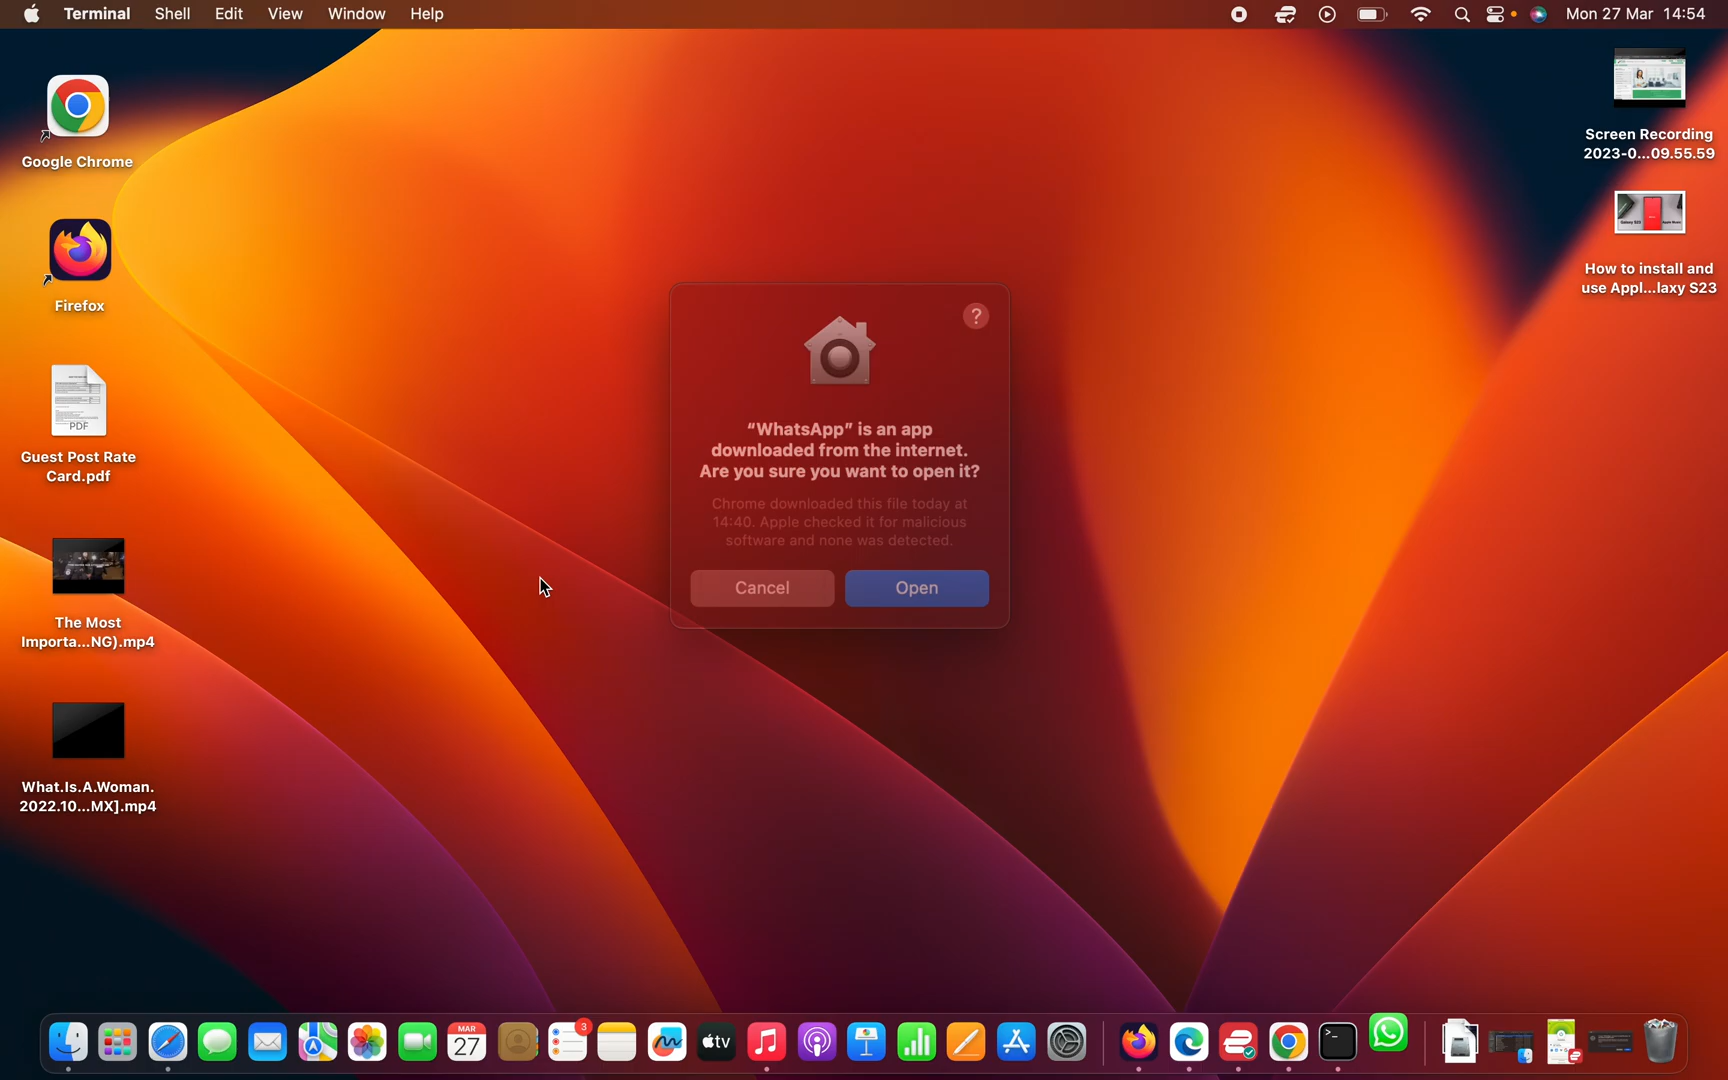 Terminal Shell Edit View Window Help Mon 27 Mar 14:54
Google Chrome
Firefox
PDF
Guest Post Rate
Card.pdf
The Most
Importa...NG).mp4
What.Is.A.Woman.
2022.10...MX].mp4
?
“WhatsApp” is an app
downloaded from the internet.
Are you sure you want to open it?
Chrome downloaded this file today at
14:40. Apple checked it for malicious
software and none was detected.
Cancel Open
Screen Recording
2023-0...09.55.59
How to install and
use Appl...laxy S23
MAR
27
3
tv